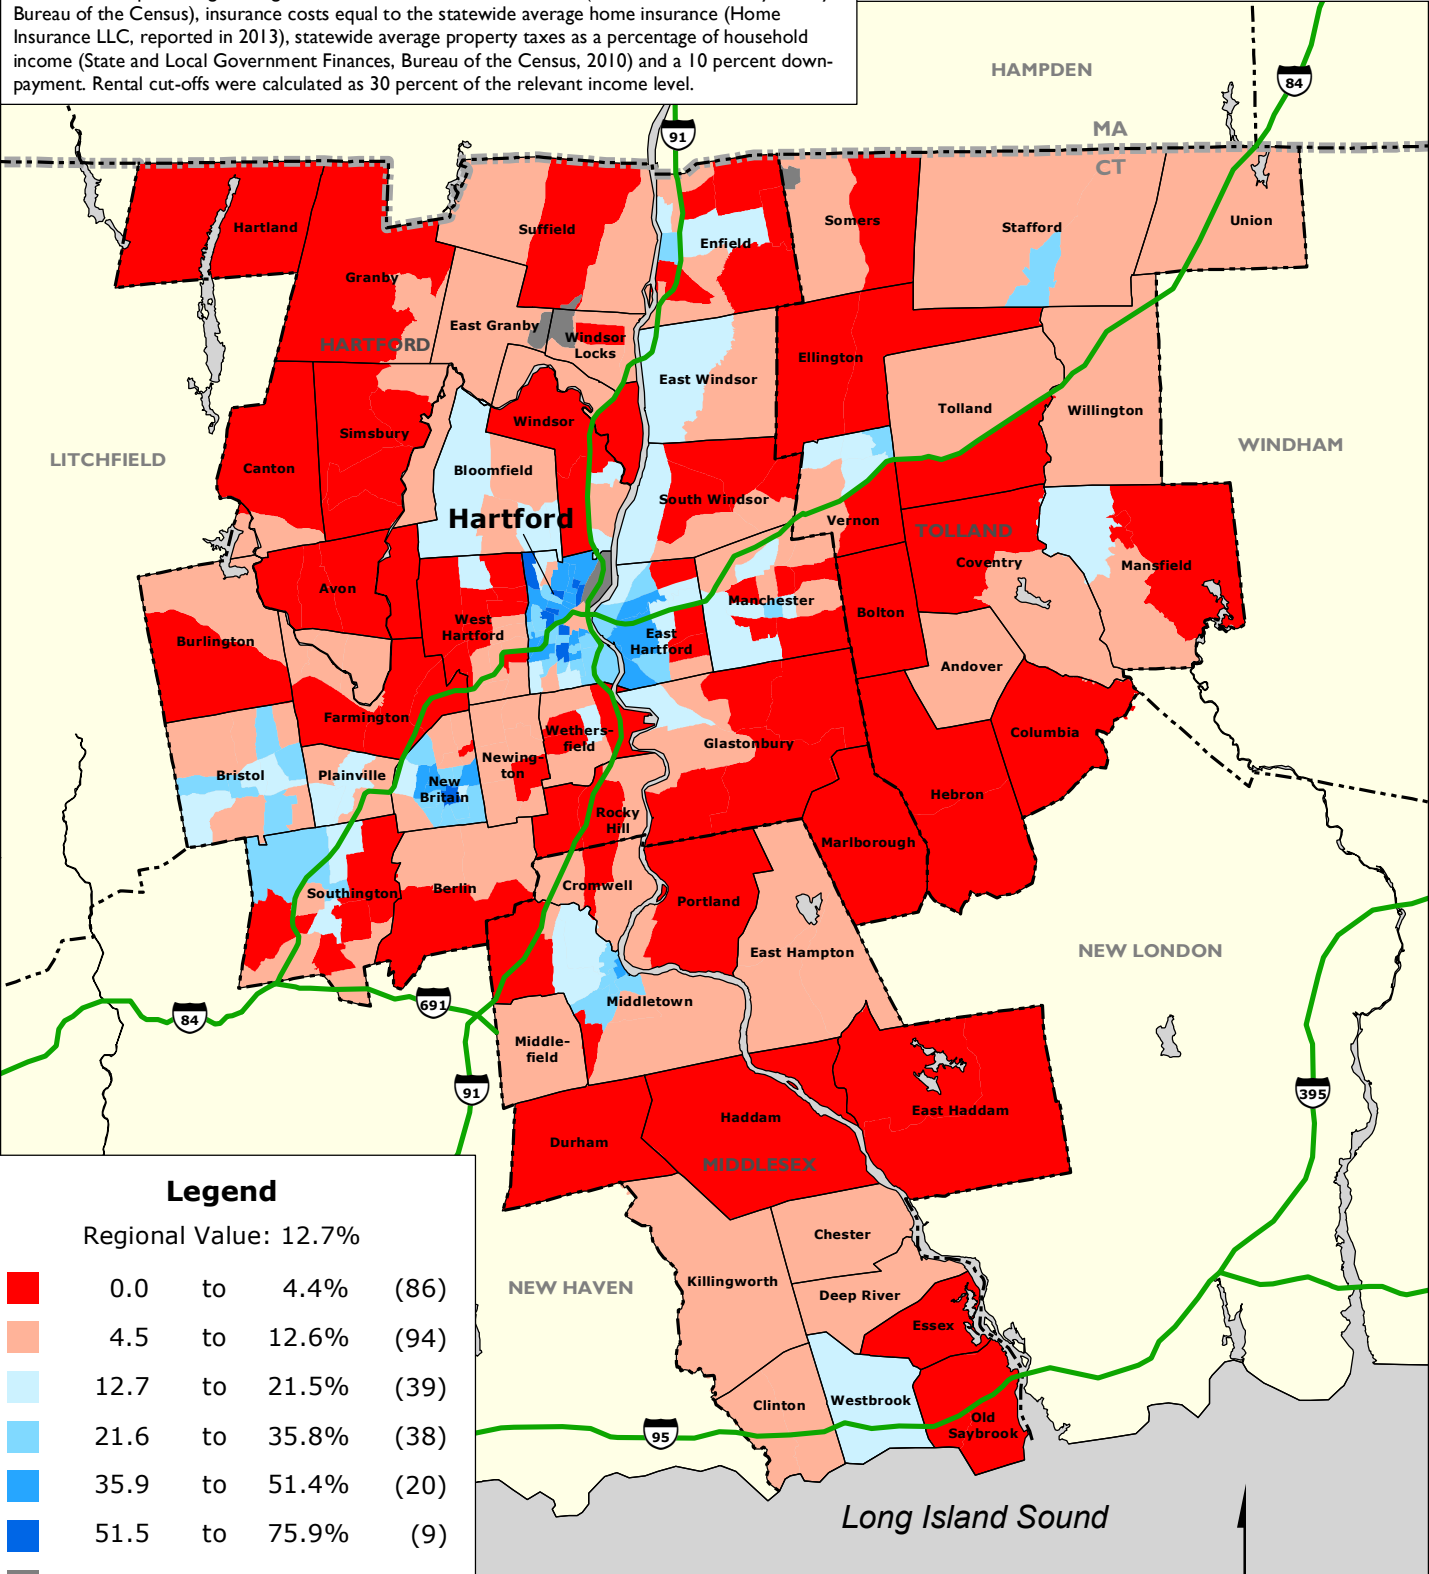 Bureau of the Census), insurance costs equal to the statewide average home insurance (Home
Insurance LLC, reported in 2013), statewide average property taxes as a percentage of household
income (State and Local Government Finances, Bureau of the Census, 2010) and a 10 percent down-
payment. Rental cut-offs were calculated as 30 percent of the relevant income level.
HAMPDEN
84
91
MA
CT
Hartland
Suffield
Somers
Stafford
Union
Enfield
Granby
East Granby
Windsor
Locks
HARTFORD
Ellington
East Windsor
Tolland
Willington
Windsor
Simsbury
LITCHFIELD
WINDHAM
Canton
Bloomfield
South Windsor
Hartford
Vernon
TOLLAND
Coventry
Mansfield
Avon
Manchester
Bolton
West
Hartford
East
Hartford
Burlington
Andover
Farmington
Wethers-
field
Glastonbury
Columbia
Bristol
Plainville
Newing-
ton
New
Britain
Hebron
Rocky
Hill
Marlborough
Southington
Berlin
Cromwell
Portland
East Hampton
NEW LONDON
Middletown
691
84
Middle-
field
91
395
East Haddam
Haddam
Durham
MIDDLESEX
Chester
Killingworth
NEW HAVEN
Deep River
Essex
Westbrook
Clinton
Old
Saybrook
95
Long Island Sound
Legend
Regional Value: 12.7%
0.0 to 4.4% (86)
4.5 to 12.6% (94)
12.7 to 21.5% (39)
21.6 to 35.8% (38)
35.9 to 51.4% (20)
51.5 to 75.9% (9)